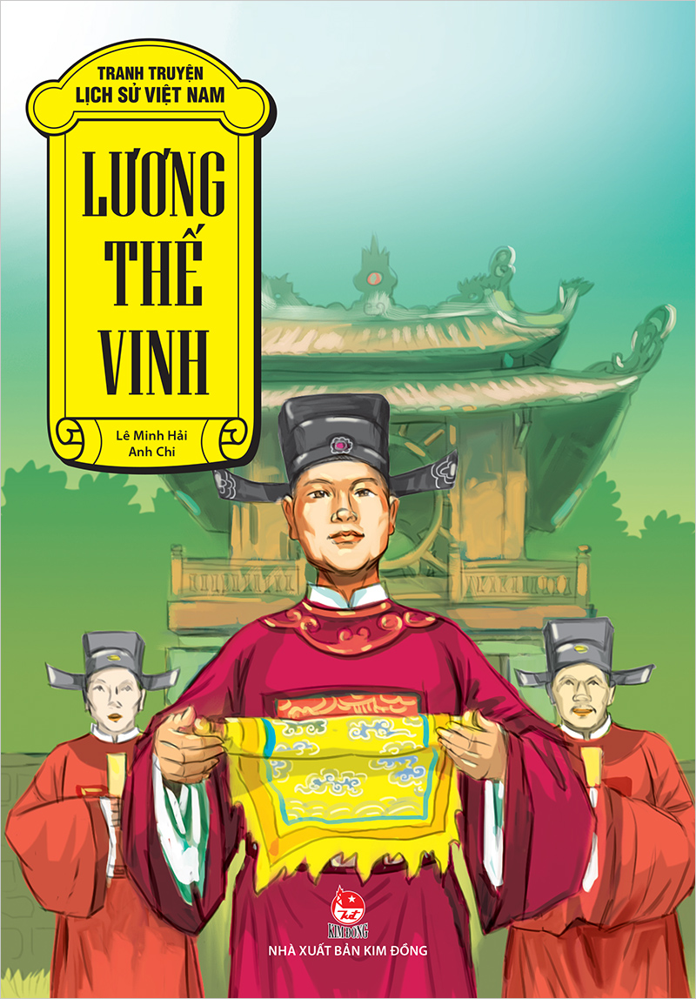 TRANH TRUYỆN
LỊCH SỬ VIỆT NAM
LƯƠNG
THẾ
VINH
Lê Minh Hải
Anh Chi
KIM ĐỒNG
NHÀ XUẤT BẢN KIM ĐỒNG